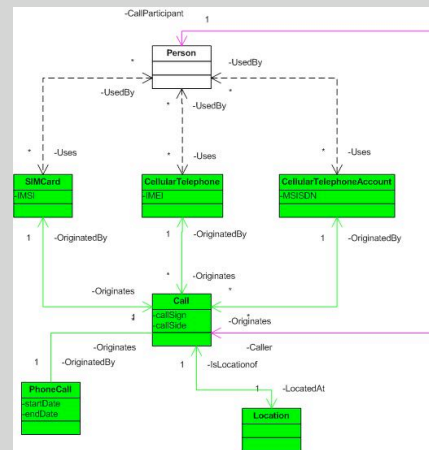 -CallParticipant
1
Person
*
*
-UsedBy
-UsedBy
*
*
-UsedBy
*
-Uses
*
-Uses
*
-Uses
SIMCard
-IMSI
CellularTelephone
-IMEI
CellularTelephoneAccount
-MSISDN
1
-OriginatedBy
1
-OriginatedBy
1
-OriginatedBy
*
-Originates
-Originates
*
*
-Originates
Call
-callSign
-callSide
1
-Originates
-Caller
1
-OriginatedBy
1
-IsLocationof
1
-LocatedAt
PhoneCall
-startDate
-endDate
Location